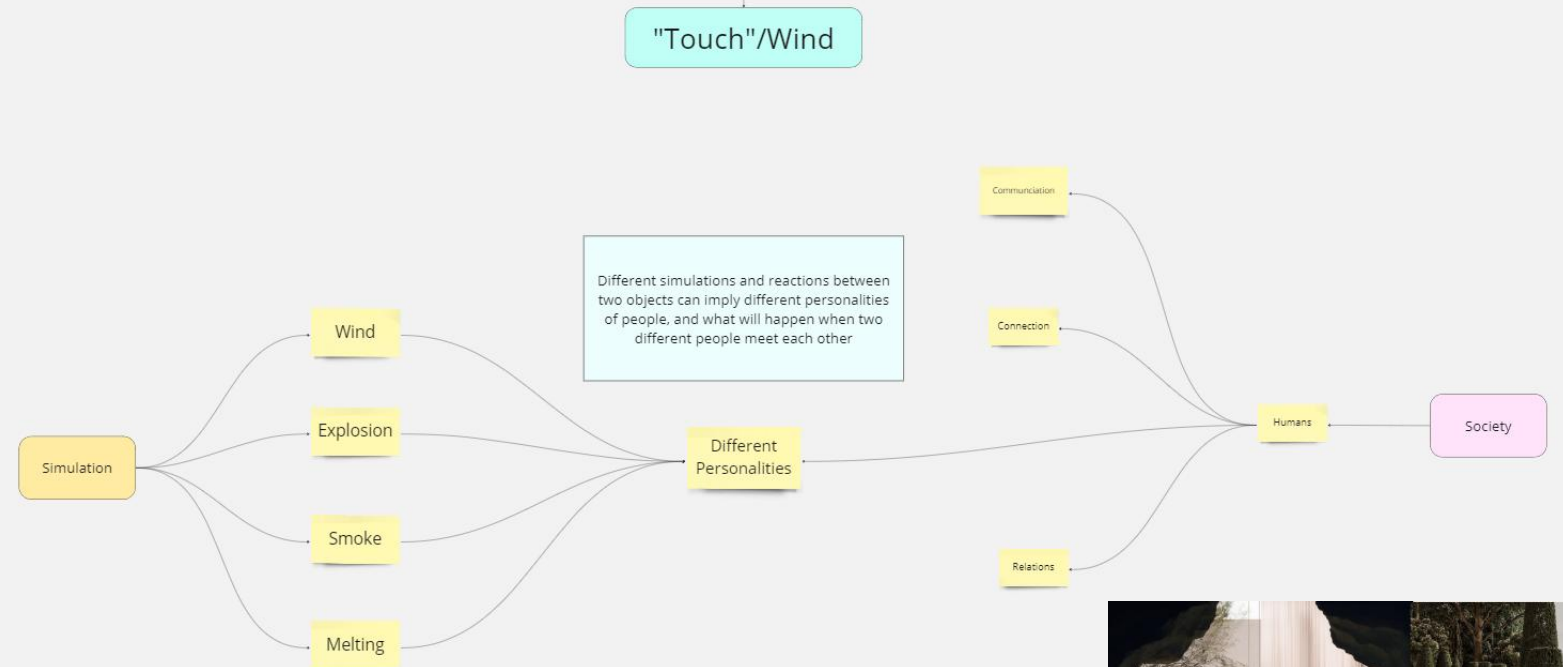 "Touch"/Wind
Communciation
Different simulations and reactions between
two objects can imply different personalities
of people, and what will happen when two
different people meet each other
Wind
Connection
Explosion
Humans
Society
Different
Personalities
Simulation
Smoke
Relations
Melting